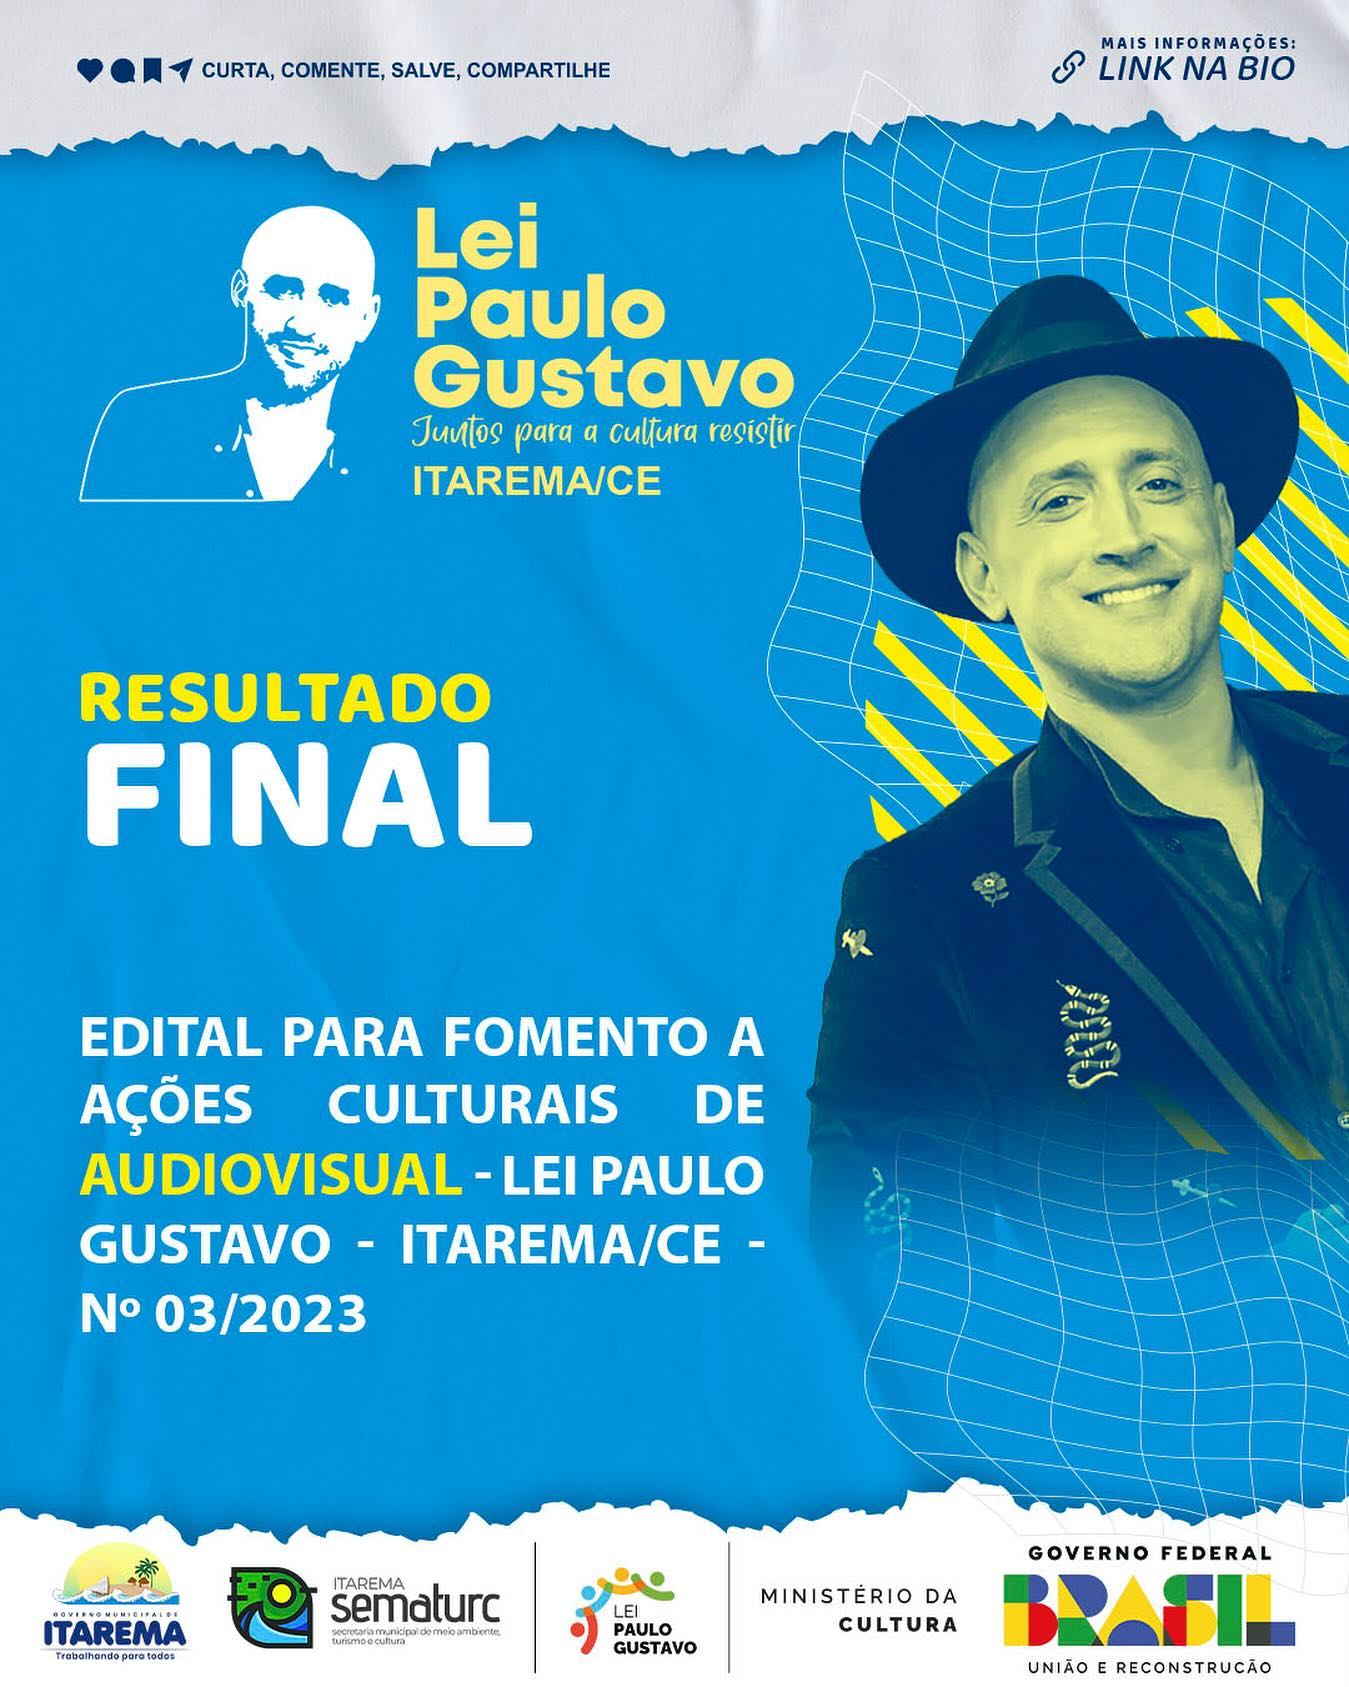 CURTA, COMENTE, SALVE, COMPARTILHE
MAIS INFORMAÇÕES:
LINK NA BIO
Lei
Paulo
Gustavo
Juntos para a cultura resistir
ITAREMA/CE
RESULTADO
FINAL
EDITAL PARA FOMENTO A
AÇÕES CULTURAIS DE
AUDIOVISUAL - LEI PAULO
GUSTAVO - ITAREMA/CE -
Nº 03/2023
GOVERNO MUNICIPAL DE
ITAREMA
Trabalhando para todos
ITAREMA
sematurc
secretaria municipal de meio ambiente,
turismo e cultura
LEI
PAULO
GUSTAVO
MINISTÉRIO DA
CULTURA
GOVERNO FEDERAL
BRASIL
UNIÃO E RECONSTRUÇÃO